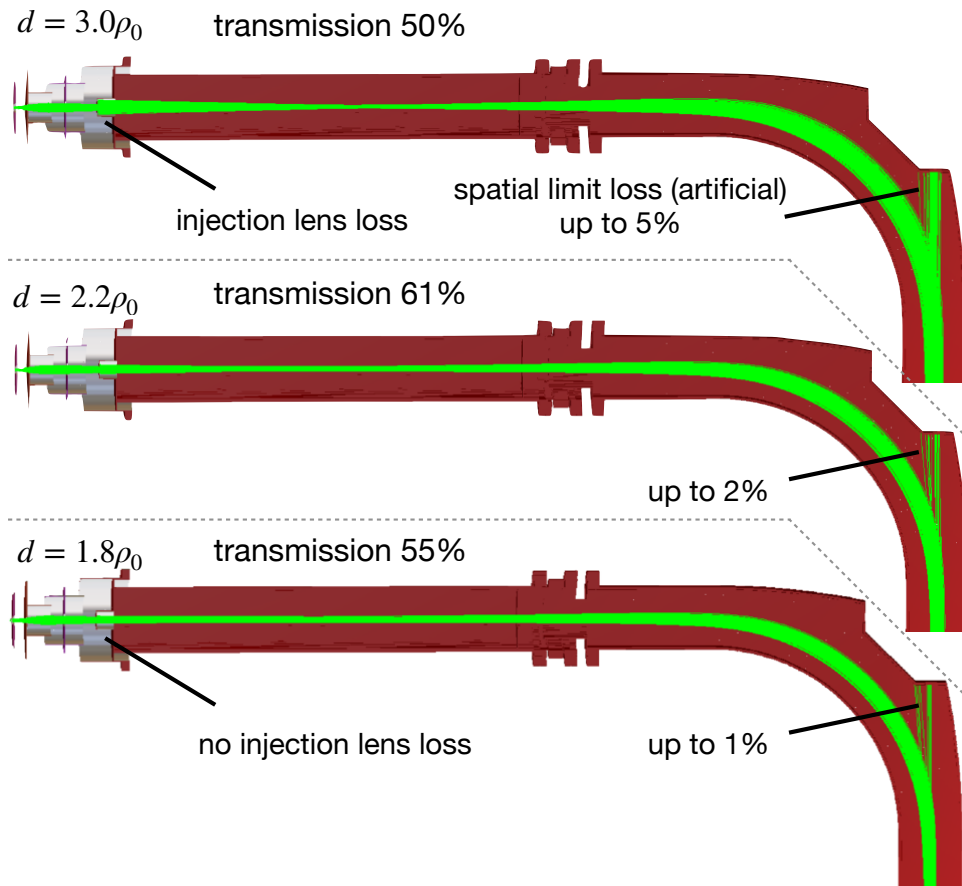 d = 3.0ρ₀
transmission 50%
injection lens loss
spatial limit loss (artificial)
up to 5%
d = 2.2ρ₀
transmission 61%
up to 2%
d = 1.8ρ₀
transmission 55%
no injection lens loss
up to 1%